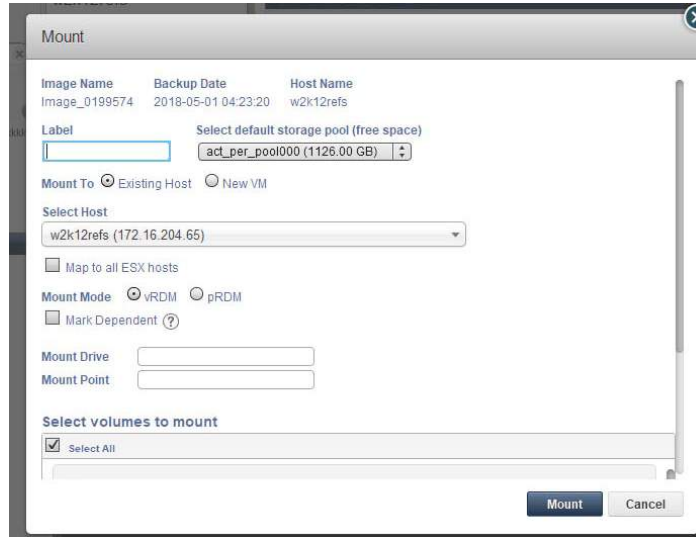 Mount
Image Name Backup Date Host Name
Image_0199574 2018-05-01 04:23:20 w2k12refs
Label Select default storage pool (free space)
act_per_pool000 (1126.00 GB)
Mount To Existing Host New VM
Select Host
w2k12refs (172.16.204.65)
Map to all ESX hosts
Mount Mode vRDM pRDM
Mark Dependent ?
Mount Drive
Mount Point
Select volumes to mount
Select All
Mount Cancel